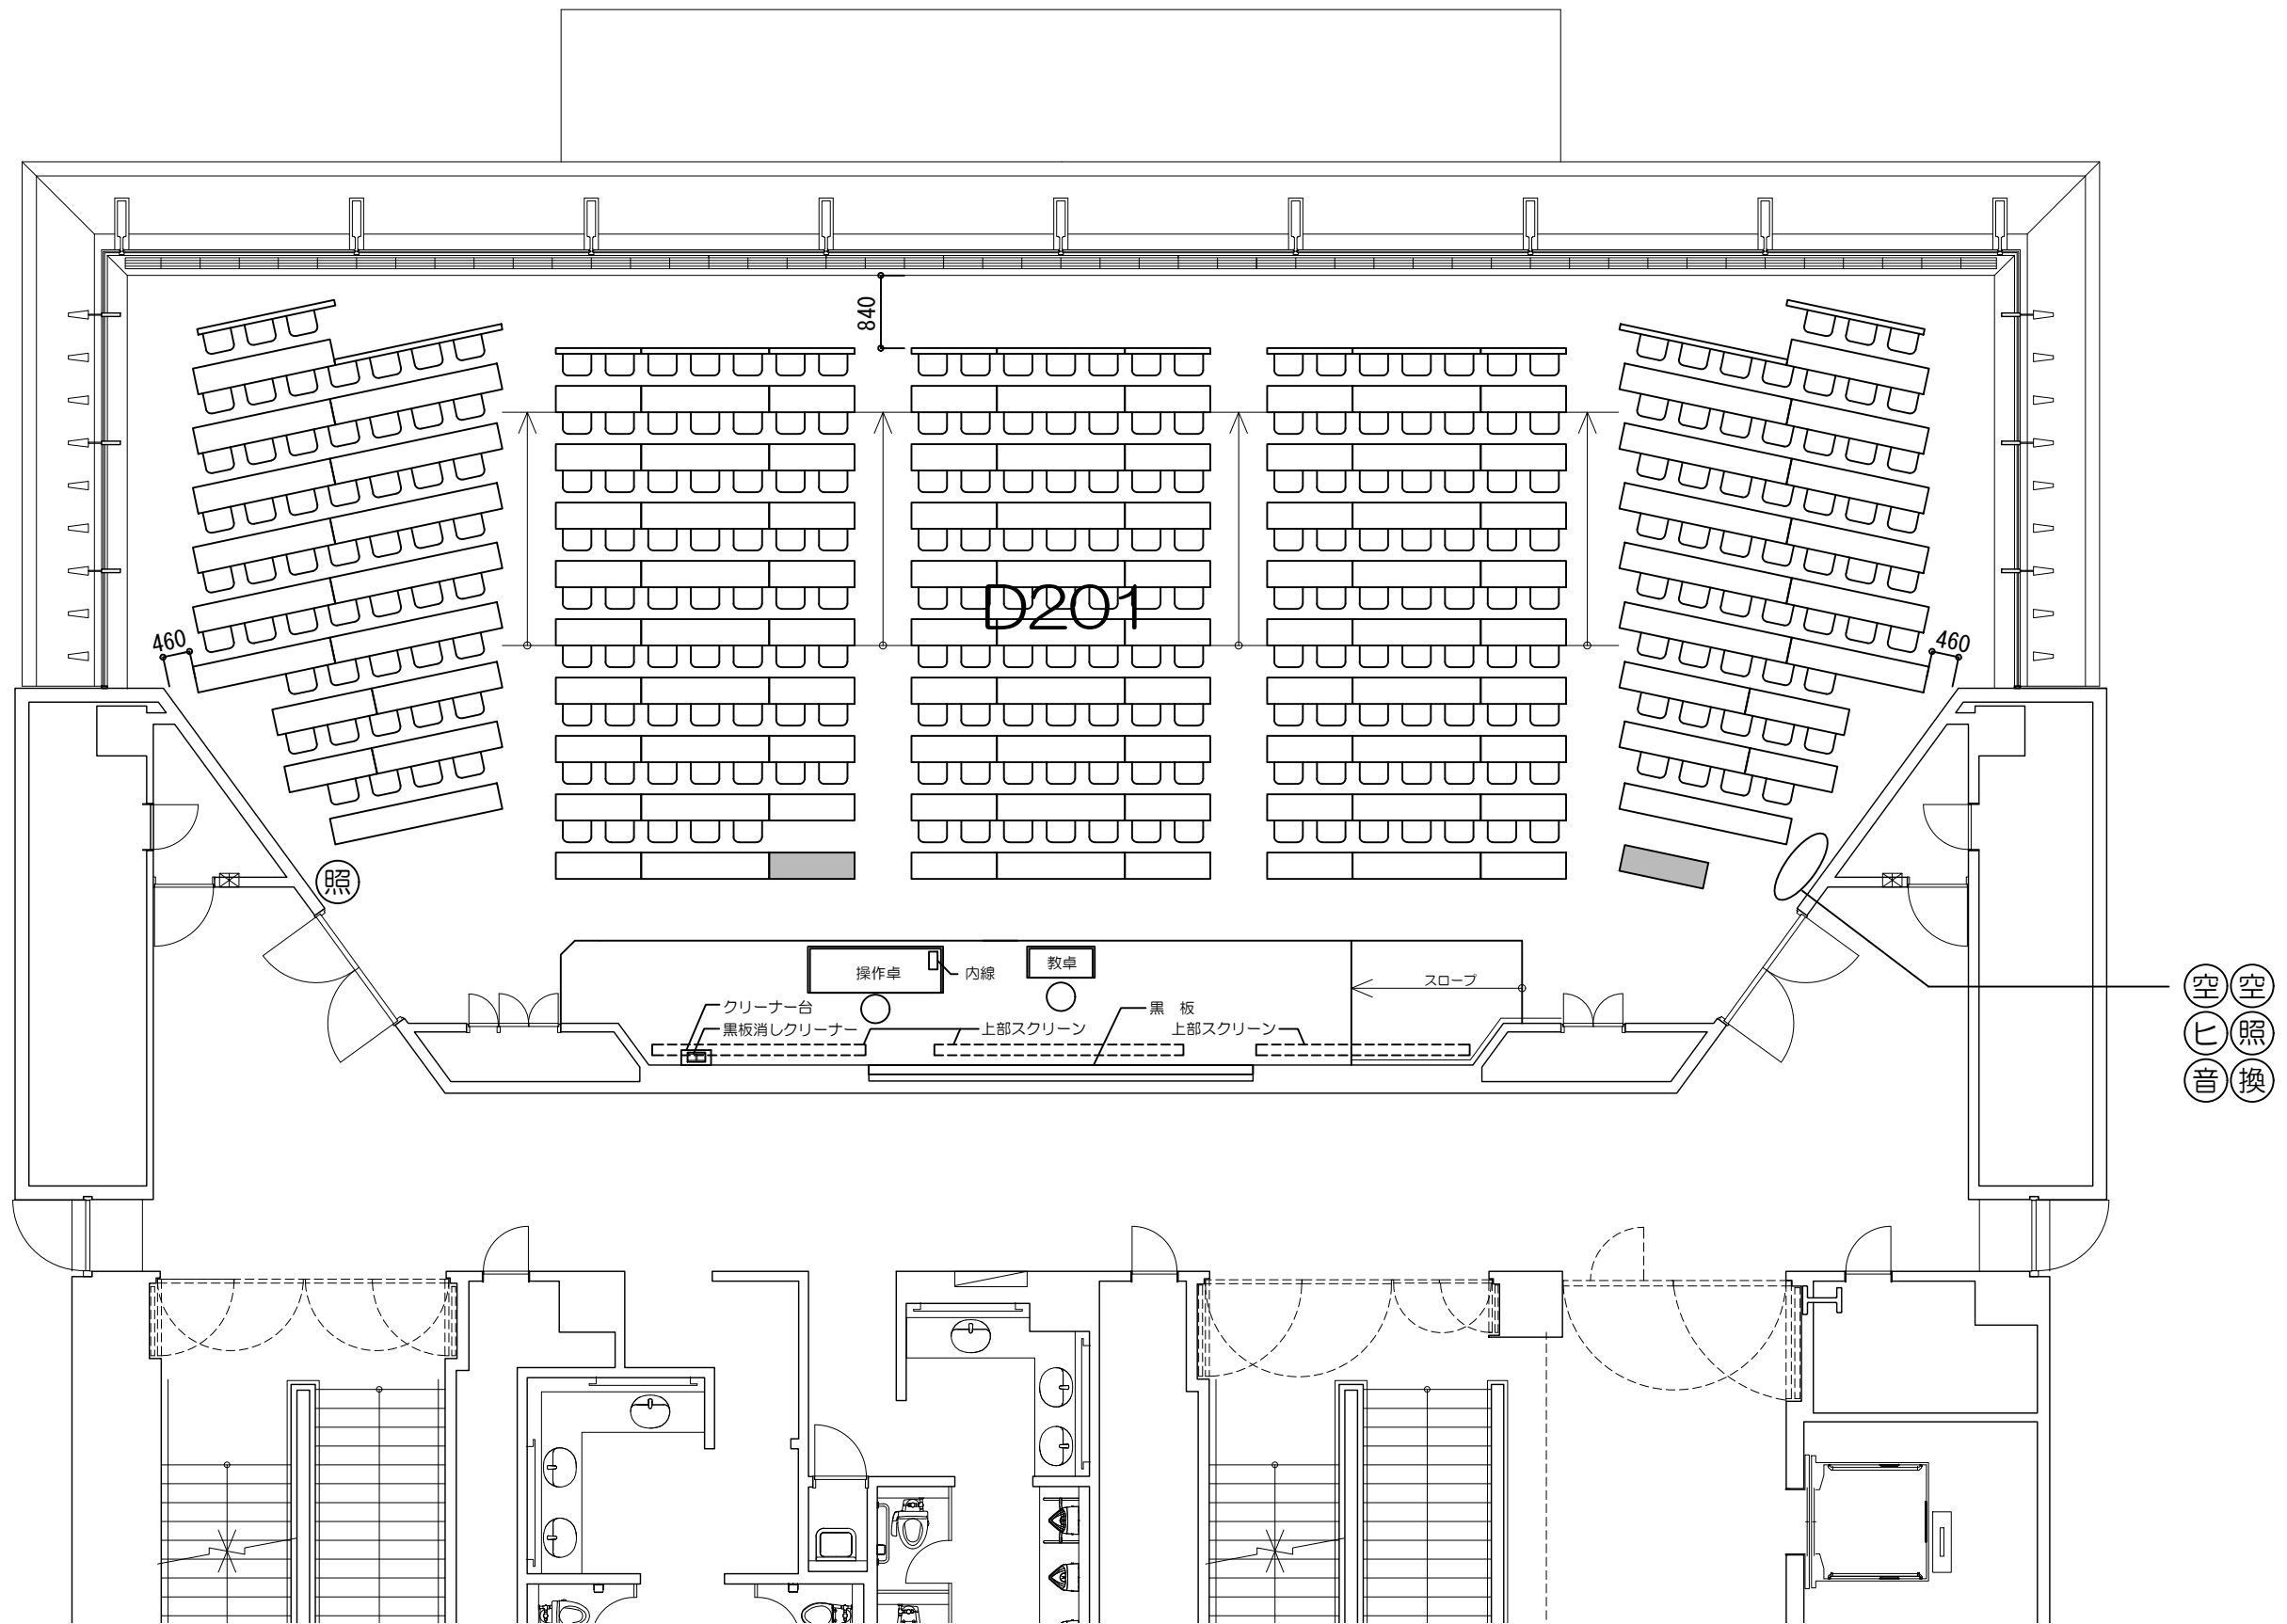 840
D201
460
460
照
操作卓
内線
教卓
スロープ
クリーナー台
黒板消しクリーナー
上部スクリーン
黒 板
上部スクリーン
空 空
ヒ 照
音 換